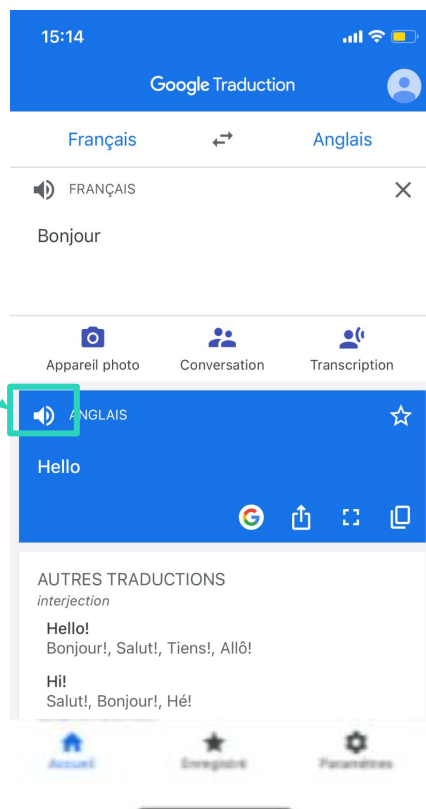 15:14
Google Traduction
Français Anglais
FRANÇAIS
Bonjour
Appareil photo Conversation Transcription
ANGLAIS
Hello
AUTRES TRADUCTIONS
interjection
Hello!
Bonjour!, Salut!, Tiens!, Allô!
Hi!
Salut!, Bonjour!, Hé!
Accueil Enregistré Paramètres